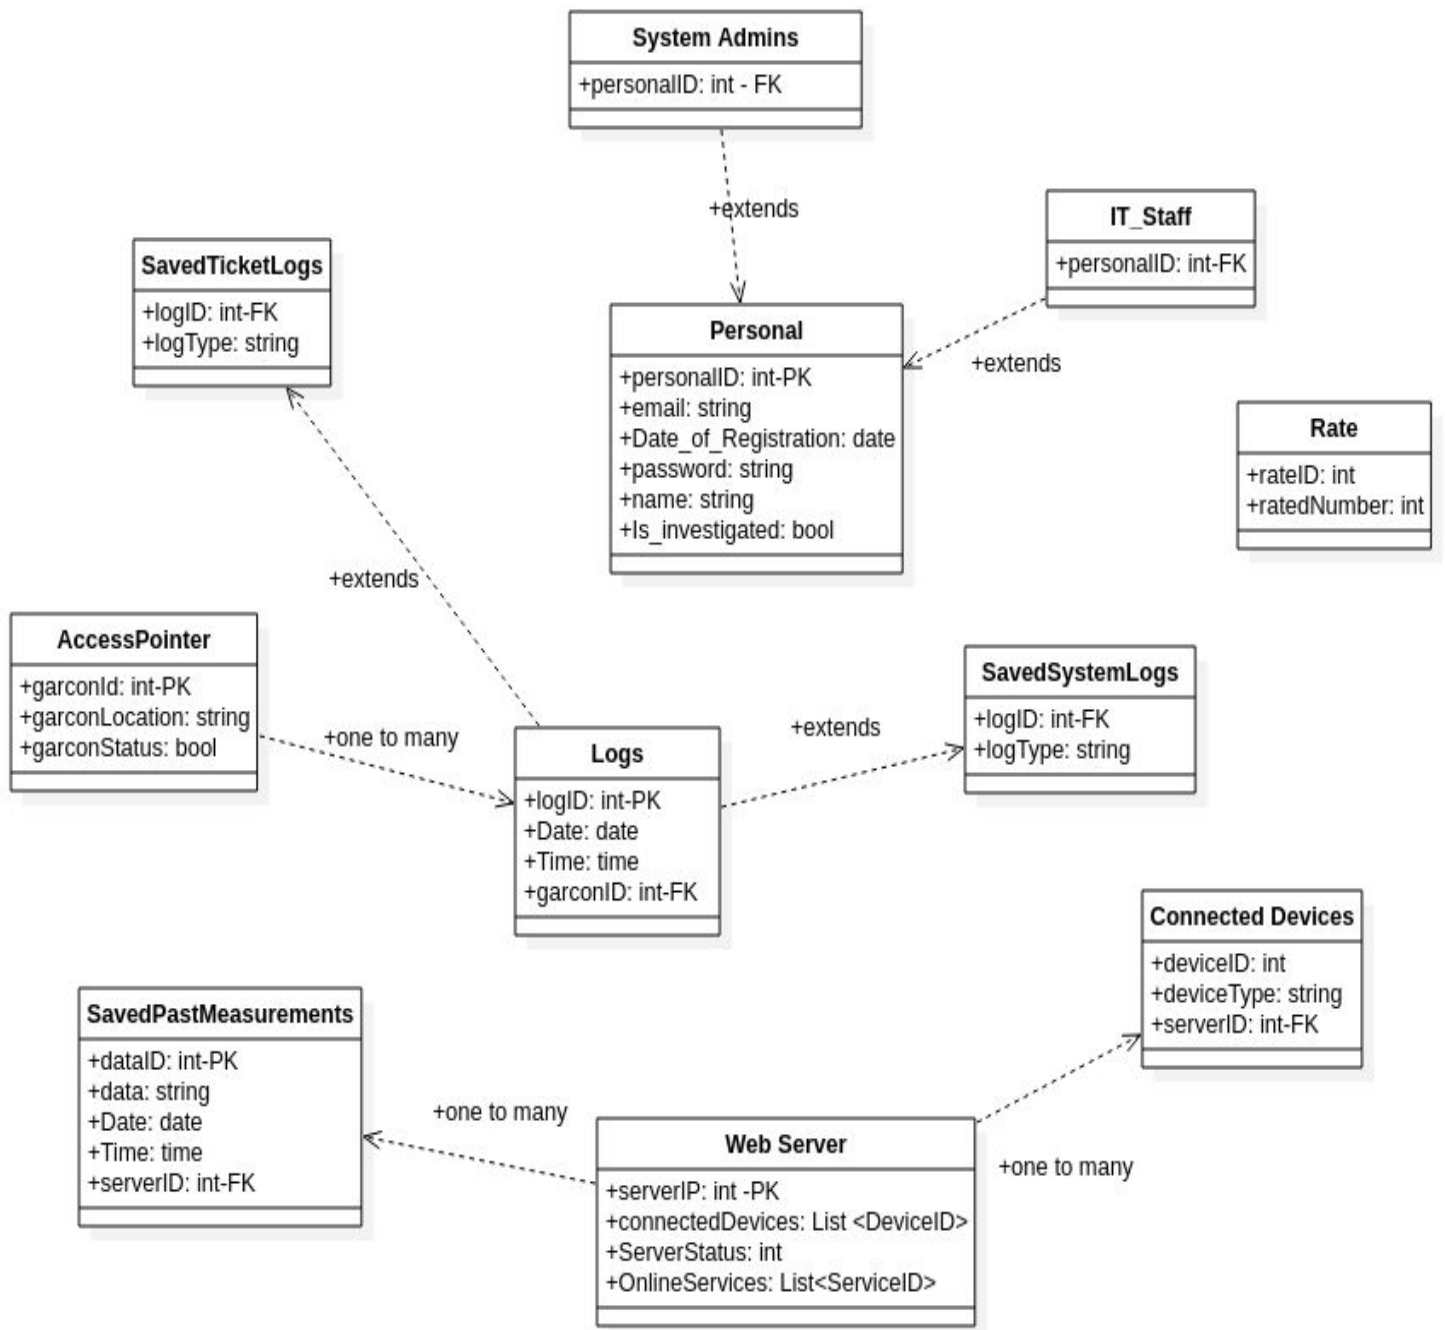 System Admins
+personalID: int - FK
+extends
IT_Staff
+personalID: int-FK
+extends
SavedTicketLogs
+logID: int-FK
+logType: string
Personal
+personalID: int-PK
+email: string
+Date_of_Registration: date
+password: string
+name: string
+Is_investigated: bool
Rate
+rateID: int
+ratedNumber: int
+extends
AccessPointer
+garconId: int-PK
+garconLocation: string
+garconStatus: bool
+one to many
Logs
+logID: int-PK
+Date: date
+Time: time
+garconID: int-FK
+extends
SavedSystemLogs
+logID: int-FK
+logType: string
Connected Devices
+deviceID: int
+deviceType: string
+serverID: int-FK
SavedPastMeasurements
+dataID: int-PK
+data: string
+Date: date
+Time: time
+serverID: int-FK
+one to many
Web Server
+serverIP: int -PK
+connectedDevices: List <DeviceID>
+ServerStatus: int
+OnlineServices: List<ServiceID>
+one to many